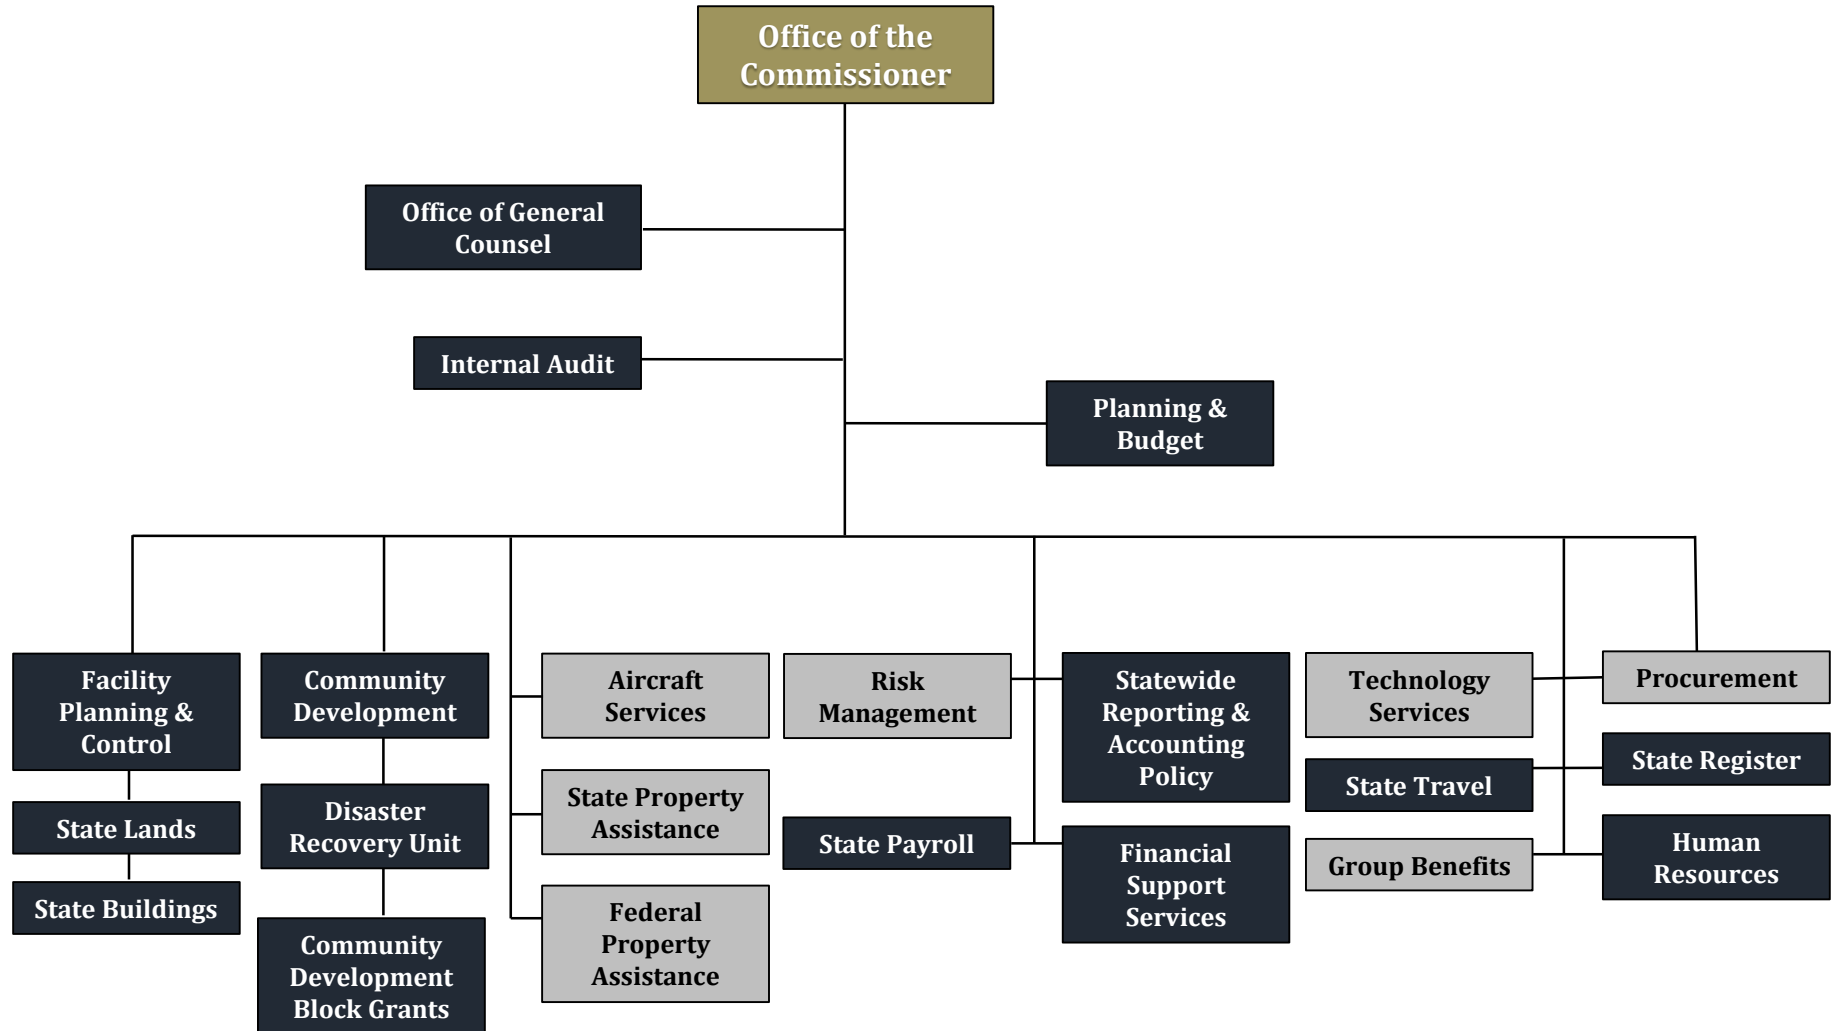 Office of the
Commissioner
Office of General
Counsel
Internal Audit
Planning &
Budget
Facility
Planning &
Control
State Lands
State Buildings
Community
Development
Disaster
Recovery Unit
Community
Development
Block Grants
Aircraft
Services
State Property
Assistance
Federal
Property
Assistance
Risk
Management
State Payroll
Statewide
Reporting &
Accounting
Policy
Financial
Support
Services
Technology
Services
State Travel
Group Benefits
Procurement
State Register
Human
Resources